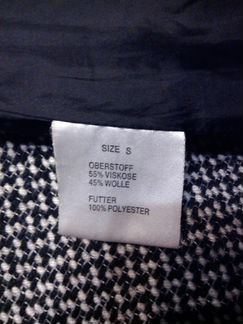 SIZE S
OBERSTOFF
55% VISKOSE
45% WOLLE
FUTTER
100% POLYESTER